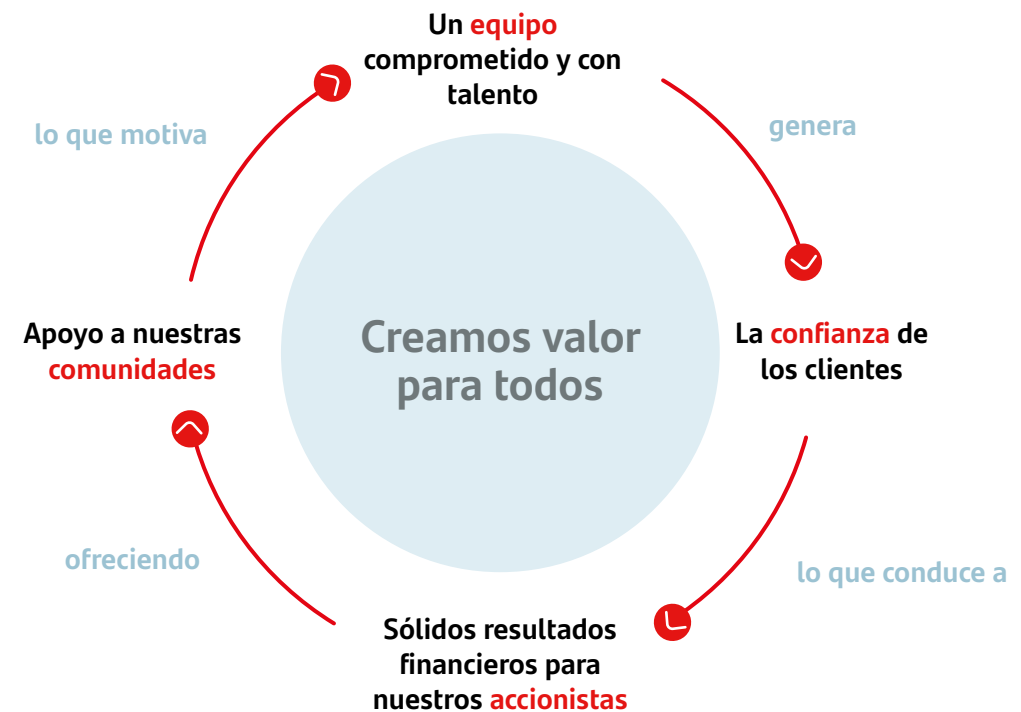 Un equipo
comprometido y con
talento
genera
La confianza de
los clientes
lo que conduce a
Sólidos resultados
financieros para
nuestros accionistas
ofreciendo
Apoyo a nuestras
comunidades
lo que motiva
Creamos valor
para todos